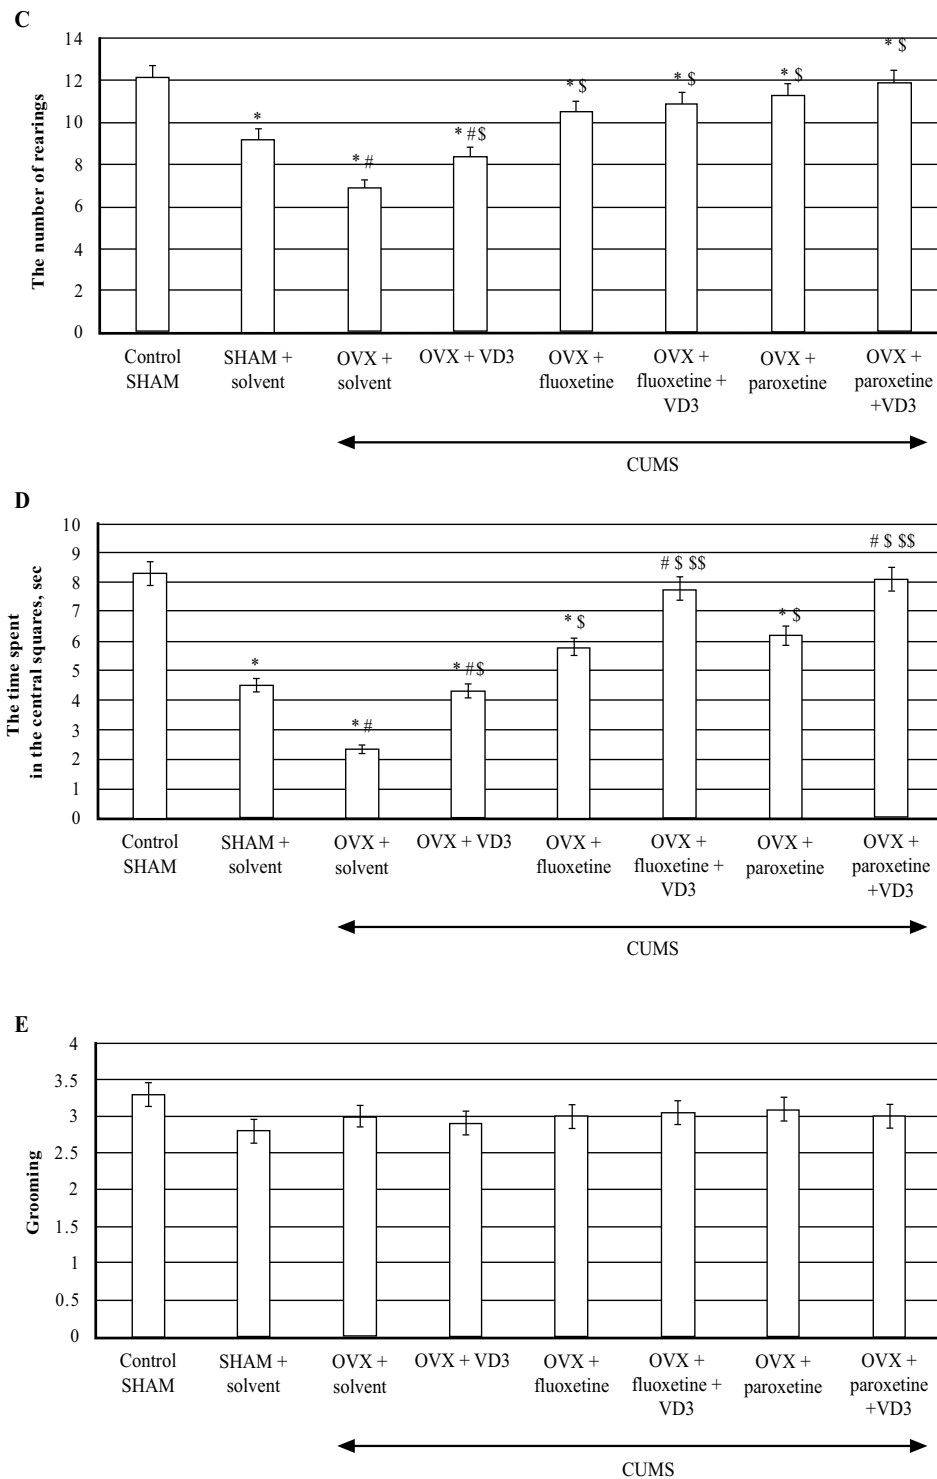 C
The number of rearings
14
12
10
8
6
4
2
0
*
* #
* #$
* $
* $
* $
* $
Control
SHAM
SHAM +
solvent
OVX +
solvent
OVX + VD3
OVX +
fluoxetine
OVX +
fluoxetine +
VD3
OVX +
paroxetine
OVX +
paroxetine
+VD3
CUMS
D
The time spent
in the central squares, sec
10
9
8
7
6
5
4
3
2
1
0
*
* #
* #$
* $
# $ $$
* $
# $ $$
Control
SHAM
SHAM +
solvent
OVX +
solvent
OVX + VD3
OVX +
fluoxetine
OVX +
fluoxetine +
VD3
OVX +
paroxetine
OVX +
paroxetine
+VD3
CUMS
E
Grooming
4
3.5
3
2.5
2
1.5
1
0.5
0
Control
SHAM
SHAM +
solvent
OVX +
solvent
OVX + VD3
OVX +
fluoxetine
OVX +
fluoxetine +
VD3
OVX +
paroxetine
OVX +
paroxetine
+VD3
CUMS